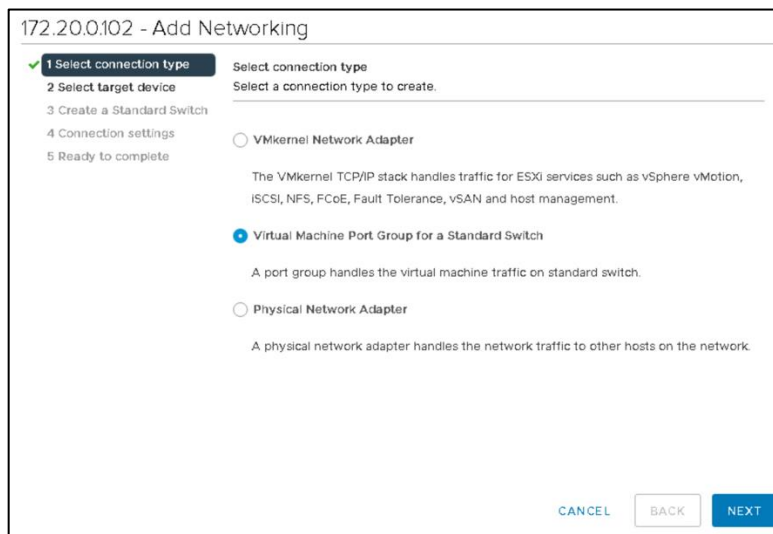 172.20.0.102 - Add Networking
1 Select connection type
2 Select target device
3 Create a Standard Switch
4 Connection settings
5 Ready to complete
Select connection type
Select a connection type to create.
VMkernel Network Adapter
The VMkernel TCP/IP stack handles traffic for ESXi services such as vSphere vMotion,
iSCSI, NFS, FCoE, Fault Tolerance, vSAN and host management.
Virtual Machine Port Group for a Standard Switch
A port group handles the virtual machine traffic on standard switch.
Physical Network Adapter
A physical network adapter handles the network traffic to other hosts on the network.
CANCEL
BACK
NEXT